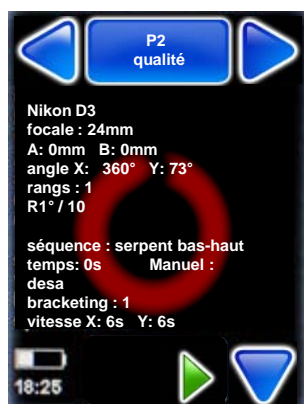 P2
qualité
Nikon D3
focale : 24mm
A: 0mm B: 0mm
angle X: 360° Y: 73°
rangs : 1
R1° / 10
séquence : serpent bas-haut
temps: 0s Manuel :
desa
bracketing : 1
vitesse X: 6s Y: 6s
18:25